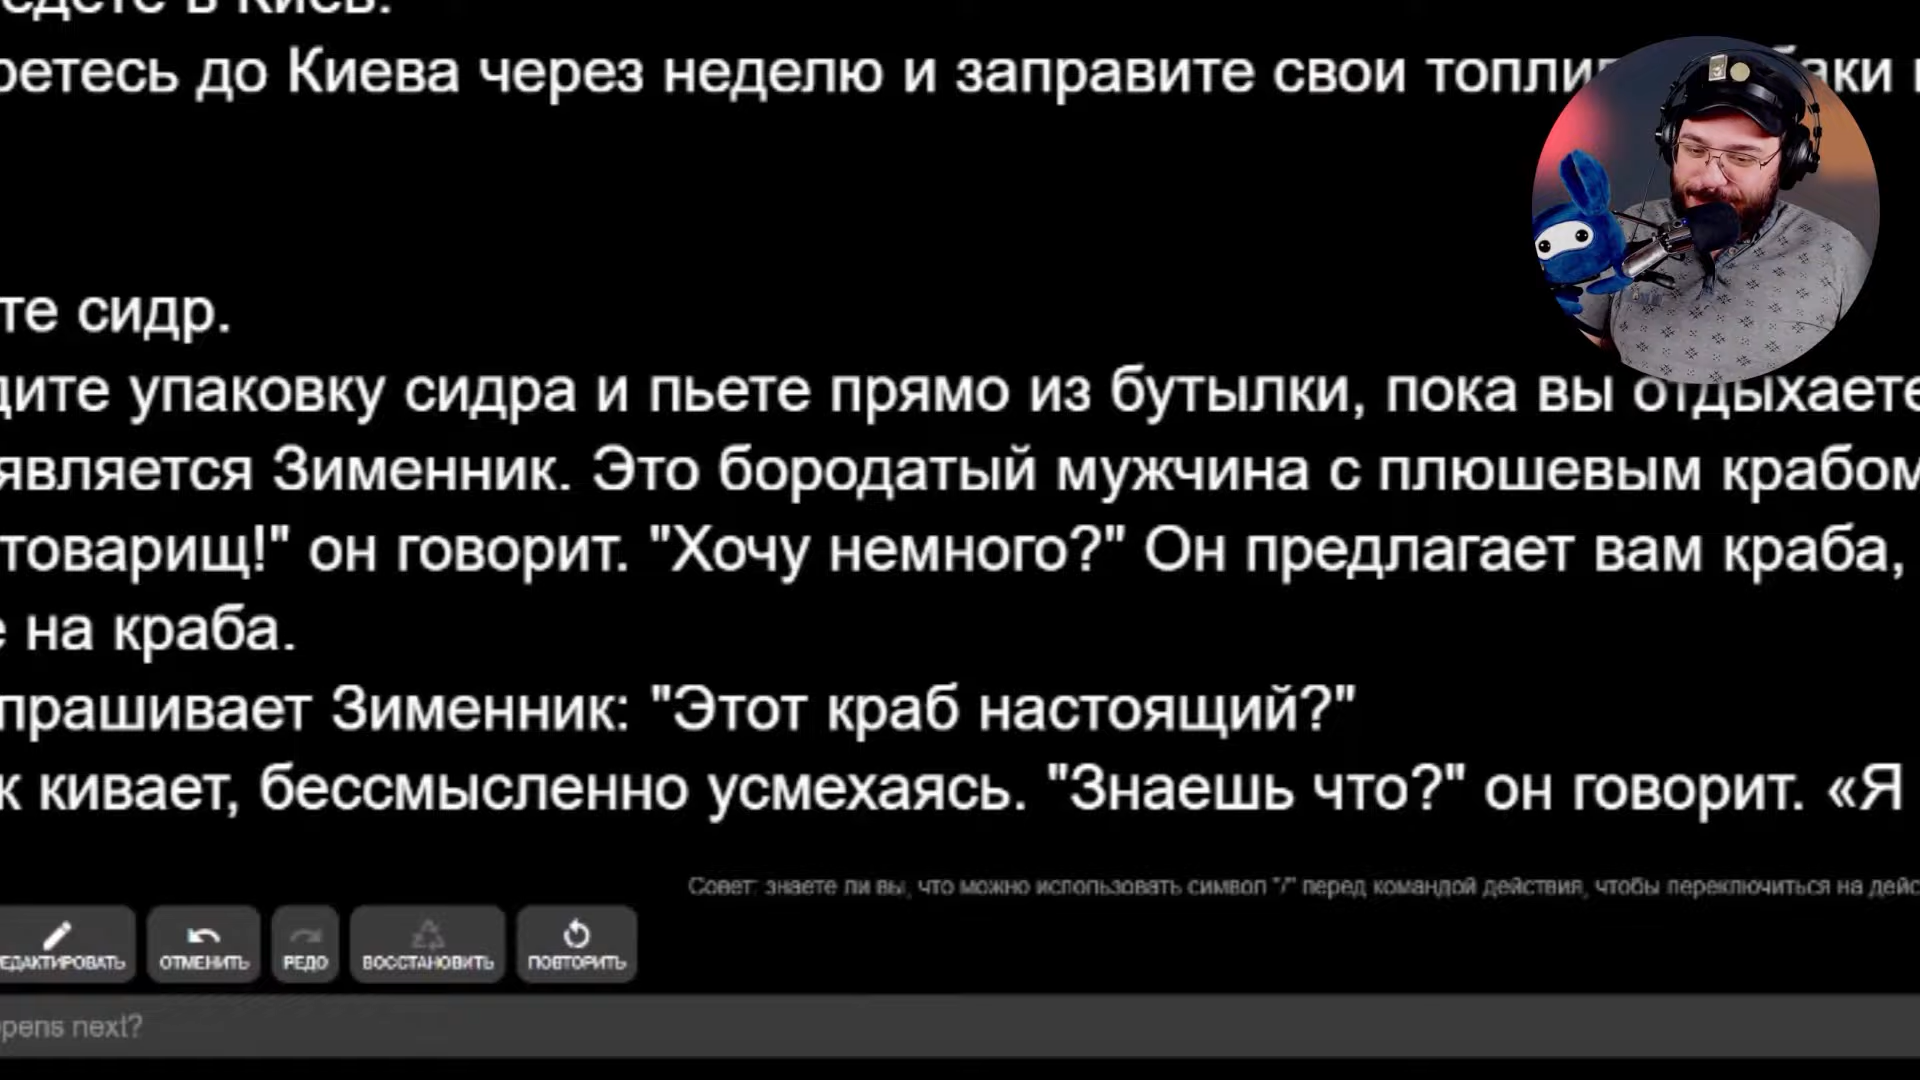 едете в Киев.
ретесь до Киева через неделю и заправите свои баки
те сидр.
дите упаковку сидра и пьете прямо из бутылки, пока вы отдыхаете
является Зименник. Это бородатый мужчина с плюшевым крабом
товарищ!" он говорит. "Хочу немного?" Он предлагает вам краба,
е на краба.
прашивает Зименник: "Этот краб настоящий?"
к кивает, бессмысленно усмехаясь. "Знаешь что?" он говорит. «Я
Совет: знаете ли вы, что можно использовать символ "/" перед командой действия, чтобы переключиться на дейс
ЕДАКТИРОВАТЬ ОТМЕНИТЬ РЕДО ВОССТАНОВИТЬ ПОВТОРИТЬ
pens next?